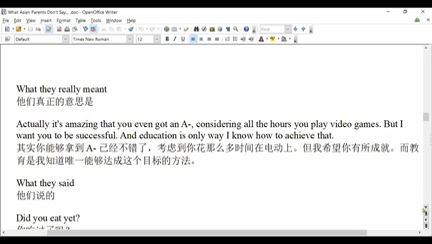 What Asian Parents Don't Say... .doc - OpenOffice Writer
File Edit View Insert Format Table Tools Window Help
Default Times New Roman 12
What they really meant
他们真正的意思是
Actually it's amazing that you even got an A-, considering all the hours you play video games. But I
want you to be successful. And education is only way I know how to achieve that.
其实你能够拿到 A- 已经不错了，考虑到你花那么多时间在电动上。但我希望你有所成就。而教
育是我知道唯一能够达成这个目标的方法。
What they said
他们说的
Did you eat yet?